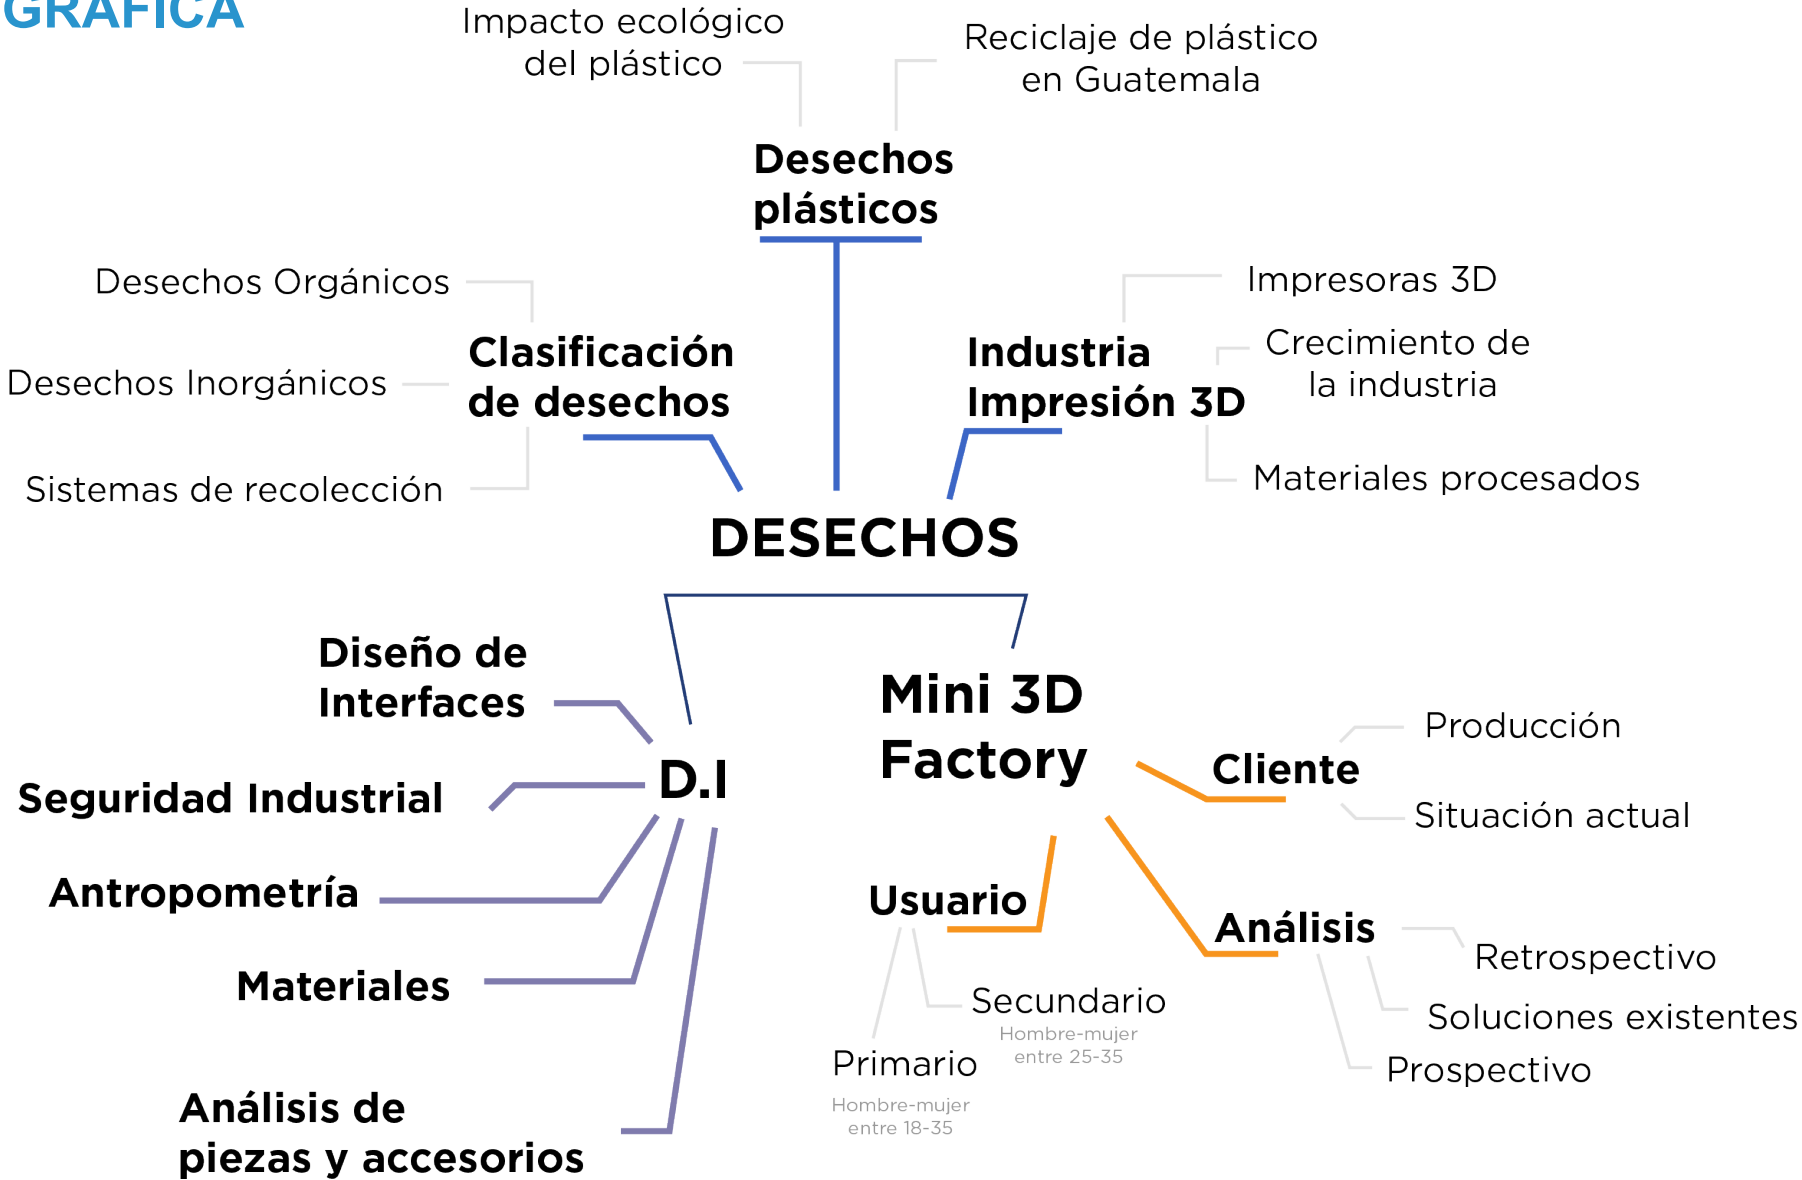 GRÁFICA
Impacto ecológico
del plástico
Reciclaje de plástico
en Guatemala
Desechos
plásticos
Desechos Orgánicos
Desechos Inorgánicos
Sistemas de recolección
Clasificación
de desechos
Industria
Impresión 3D
Impresoras 3D
Crecimiento de
la industria
Materiales procesados
DESECHOS
Diseño de
Interfaces
Seguridad Industrial
Antropometría
Materiales
Análisis de
piezas y accesorios
D.I
Mini 3D
Factory
Cliente
Producción
Situación actual
Usuario
Primario
Hombre-mujer
entre 18-35
Secundario
Hombre-mujer
entre 25-35
Análisis
Retrospectivo
Soluciones existentes
Prospectivo